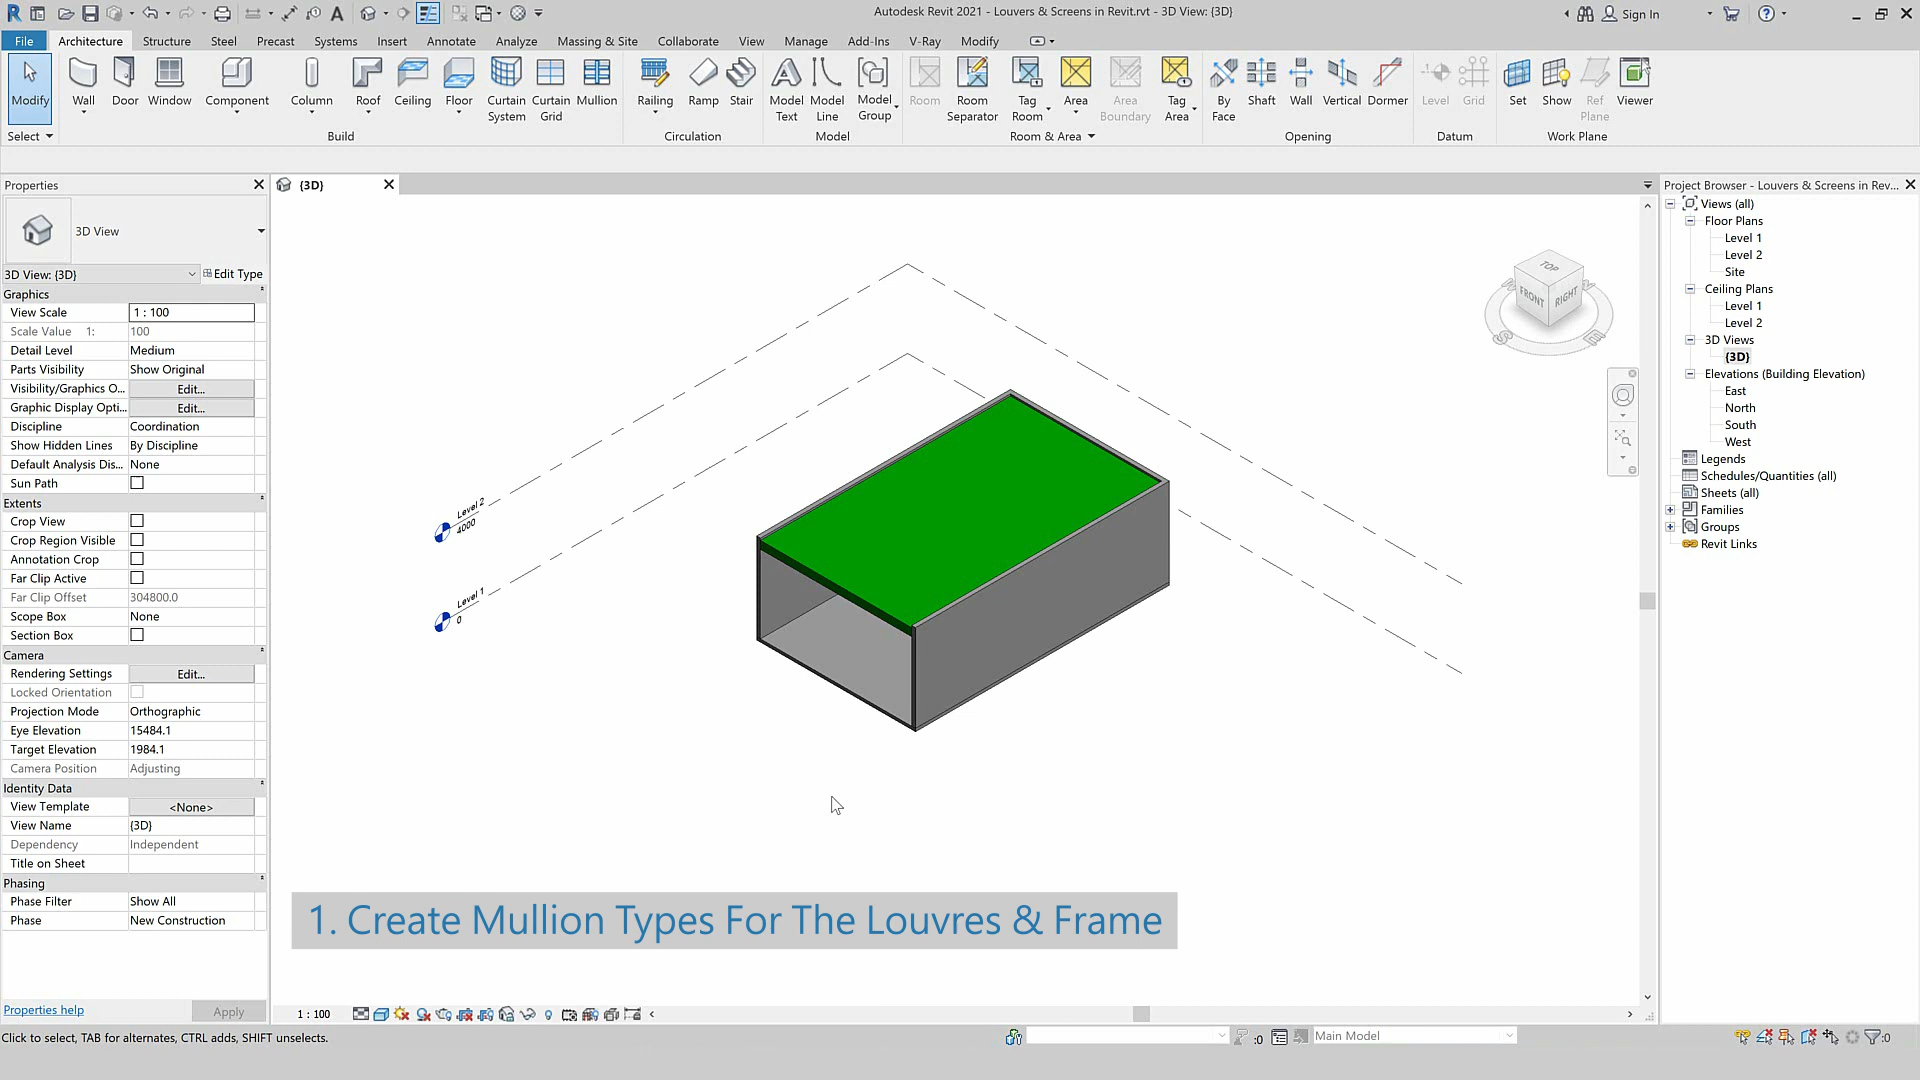 Autodesk Revit 2021 - Louvers & Screens in Revit.rvt - 3D View: {3D}
Sign In
File Architecture Structure Steel Precast Systems Insert Annotate Analyze Massing & Site Collaborate View Manage Add-Ins V-Ray Modify
Modify Wall Door Window Component Column Roof Ceiling Floor Curtain System Curtain Grid Mullion Railing Ramp Stair Model Text Model Line Model Group Room Room Separator Tag Room Area Area Boundary Tag Area By Face Shaft Wall Vertical Dormer Level Grid Set Show Ref Plane Viewer
Select Build Circulation Model Room & Area Opening Datum Work Plane
Properties
3D View
3D View: {3D} Edit Type
Graphics
View Scale 1 : 100
Scale Value 1: 100
Detail Level Medium
Parts Visibility Show Original
Visibility/Graphics O... Edit...
Graphic Display Opti... Edit...
Discipline Coordination
Show Hidden Lines By Discipline
Default Analysis Dis... None
Sun Path
Extents
Crop View
Crop Region Visible
Annotation Crop
Far Clip Active
Far Clip Offset 304800.0
Scope Box None
Section Box
Camera
Rendering Settings Edit...
Locked Orientation
Projection Mode Orthographic
Eye Elevation 15484.1
Target Elevation 1984.1
Camera Position Adjusting
Identity Data
View Template <None>
View Name {3D}
Dependency Independent
Title on Sheet
Phasing
Phase Filter Show All
Phase New Construction
Properties help Apply
{3D}
Level 2
4000
Level 1
0
TOP
FRONT RIGHT
S E
1. Create Mullion Types For The Louvres & Frame
1 : 100
Project Browser - Louvers & Screens in Rev...
Views (all)
Floor Plans
Level 1
Level 2
Site
Ceiling Plans
Level 1
Level 2
3D Views
{3D}
Elevations (Building Elevation)
East
North
South
West
Legends
Schedules/Quantities (all)
Sheets (all)
Families
Groups
Revit Links
Click to select, TAB for alternates, CTRL adds, SHIFT unselects.
:0
Main Model
:0